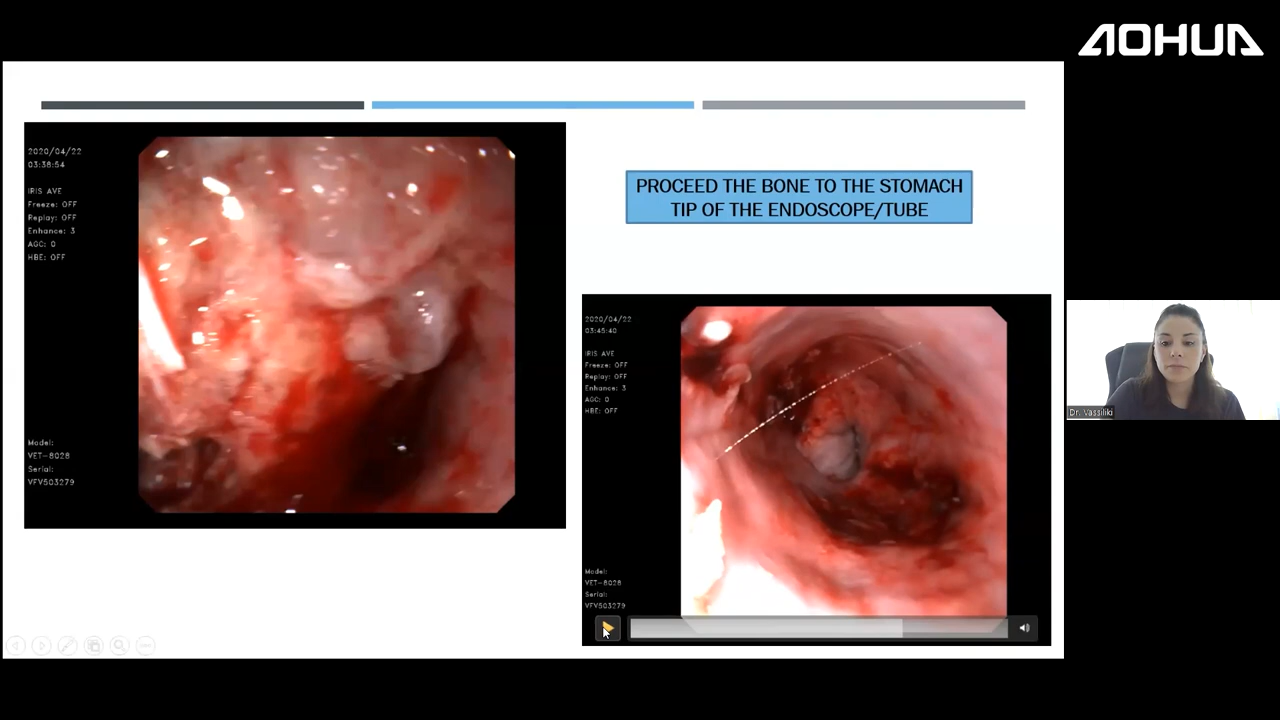 AOHUA
2020/04/22
03:38:54
IRIS AVE
Freeze: OFF
Replay: OFF
Enhance: 3
AGC: 0
HBE: OFF
Model:
VET-8028
Serial:
VFV503279
PROCEED THE BONE TO THE STOMACH
TIP OF THE ENDOSCOPE/TUBE
2020/04/22
03:45:40
IRIS AVE
Freeze: OFF
Replay: OFF
Enhance: 3
AGC: 0
HBE: OFF
Model:
VET-8028
Serial:
VFV503279
Dr. Vassiliki